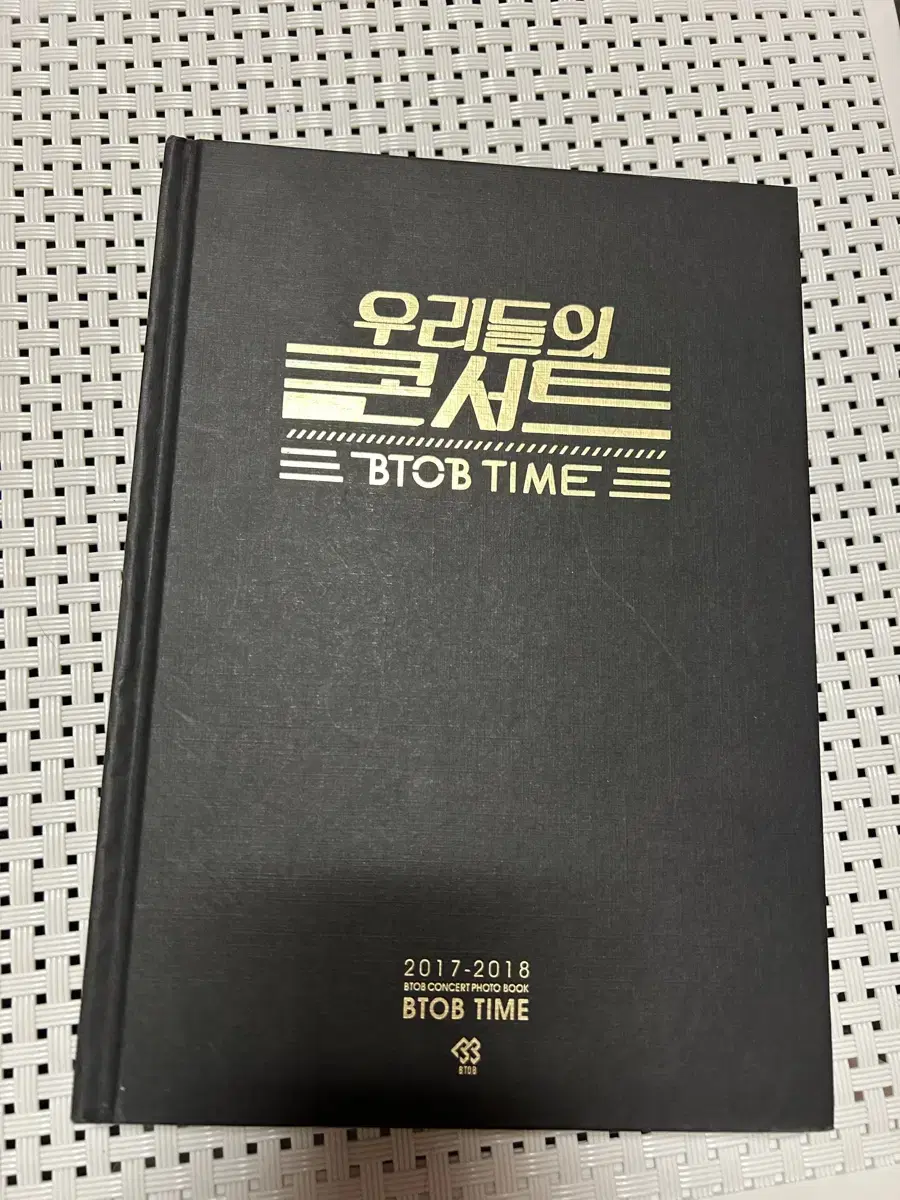 우리들의
콘서트
BTOB TIME
2017-2018
BTOB CONCERT PHOTO BOOK
BTOB TIME
BTOB